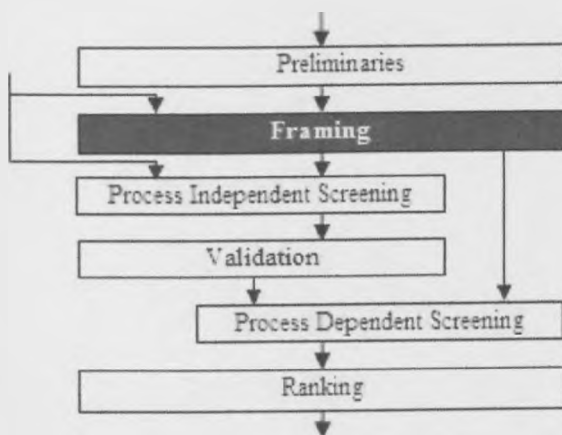 Preliminaries
Framing
Process Independent Screening
Validation
Process Dependent Screening
Ranking